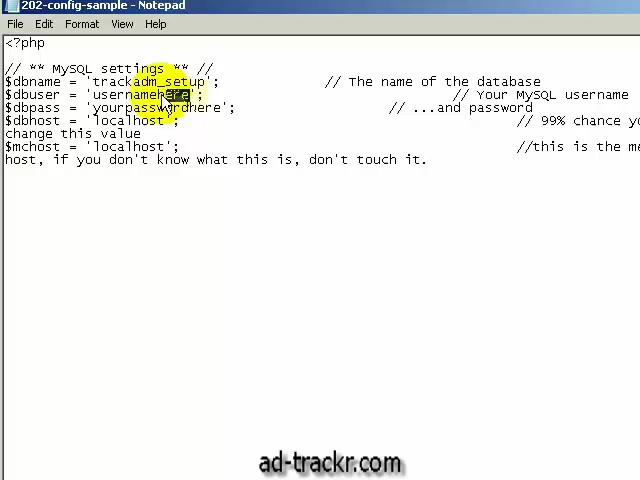 202-config-sample - Notepad
File Edit Format View Help
<?php
// ** MySQL settings ** //
$dbname = 'trackadm_setup'; // The name of the database
$dbuser = 'usernamehere'; // Your MySQL username
$dbpass = 'yourpasswordhere'; // ...and password
$dbhost = 'localhost'; // 99% chance yo
change this value
$mchost = 'localhost'; //this is the me
host, if you don't know what this is, don't touch it.
ad-trackr.com